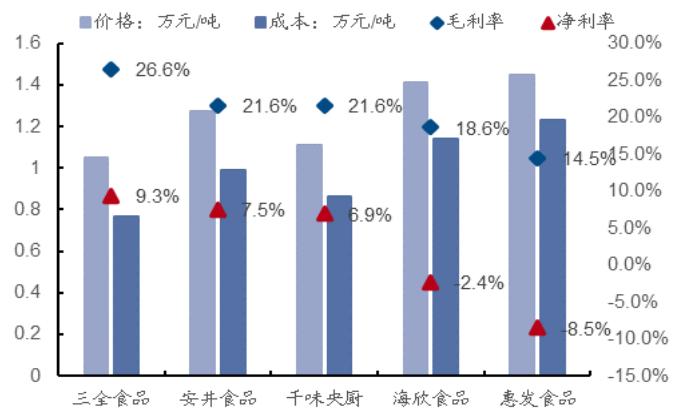 价格：万元/吨 成本：万元/吨 毛利率 净利率
1.6 30.0%
1.4 25.0%
1.2 20.0%
1 15.0%
0.8 10.0%
0.6 5.0%
0.4 0.0%
0.2 -5.0%
0 -10.0%
-15.0%
26.6% 21.6% 21.6% 18.6% 14.5%
9.3% 7.5% 6.9% -2.4% -8.5%
三全食品 安井食品 千味央厨 海欣食品 惠发食品